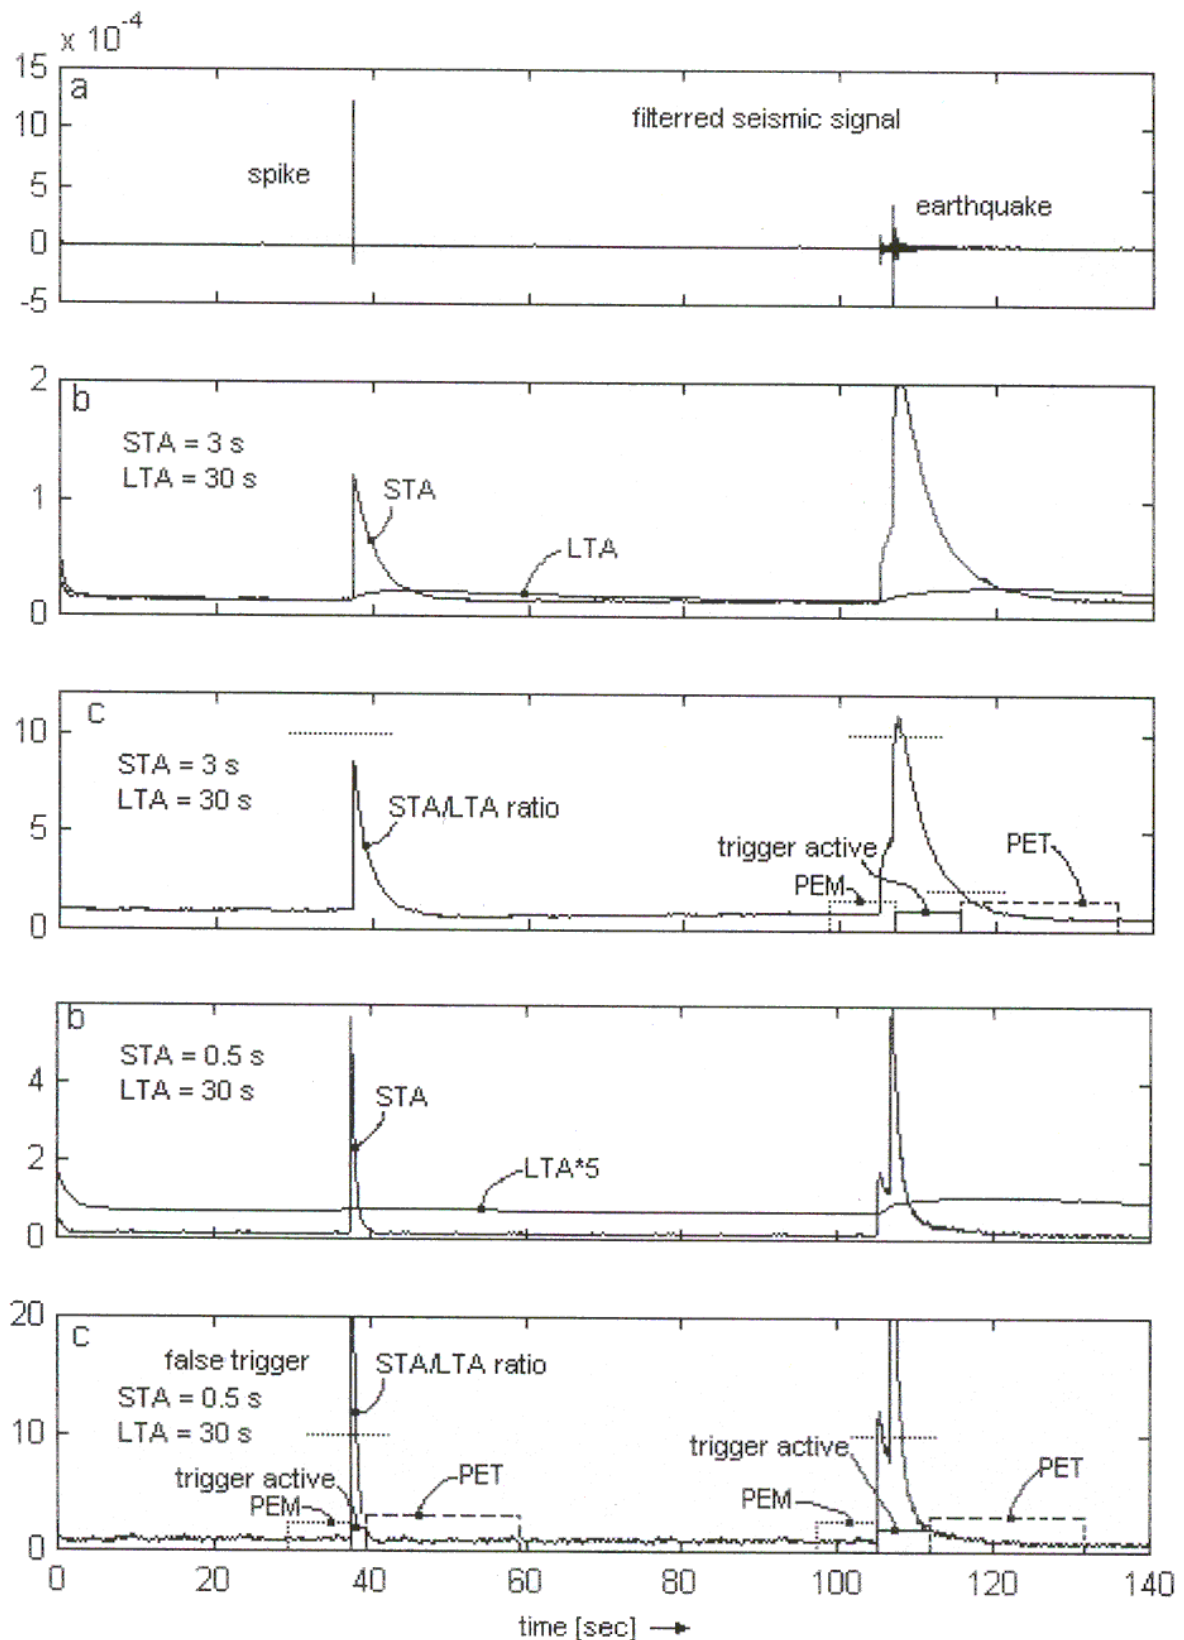 x 10-4
15
a
filterred seismic signal
10
spike
5
earthquake
0
-5
2
b
STA = 3 s
LTA = 30 s
STA
1
LTA
0
c
10
STA = 3 s
LTA = 30 s
STA/LTA ratio
5
trigger active
PET
PEM
0
b
STA = 0.5 s
LTA = 30 s
4
STA
2
LTA*5
0
20
c
false trigger
STA/LTA ratio
STA = 0.5 s
LTA = 30 s
10
trigger active
PET
trigger active
PET
PEM
PEM
0
0 20 40 60 80 100 120 140
time [sec]